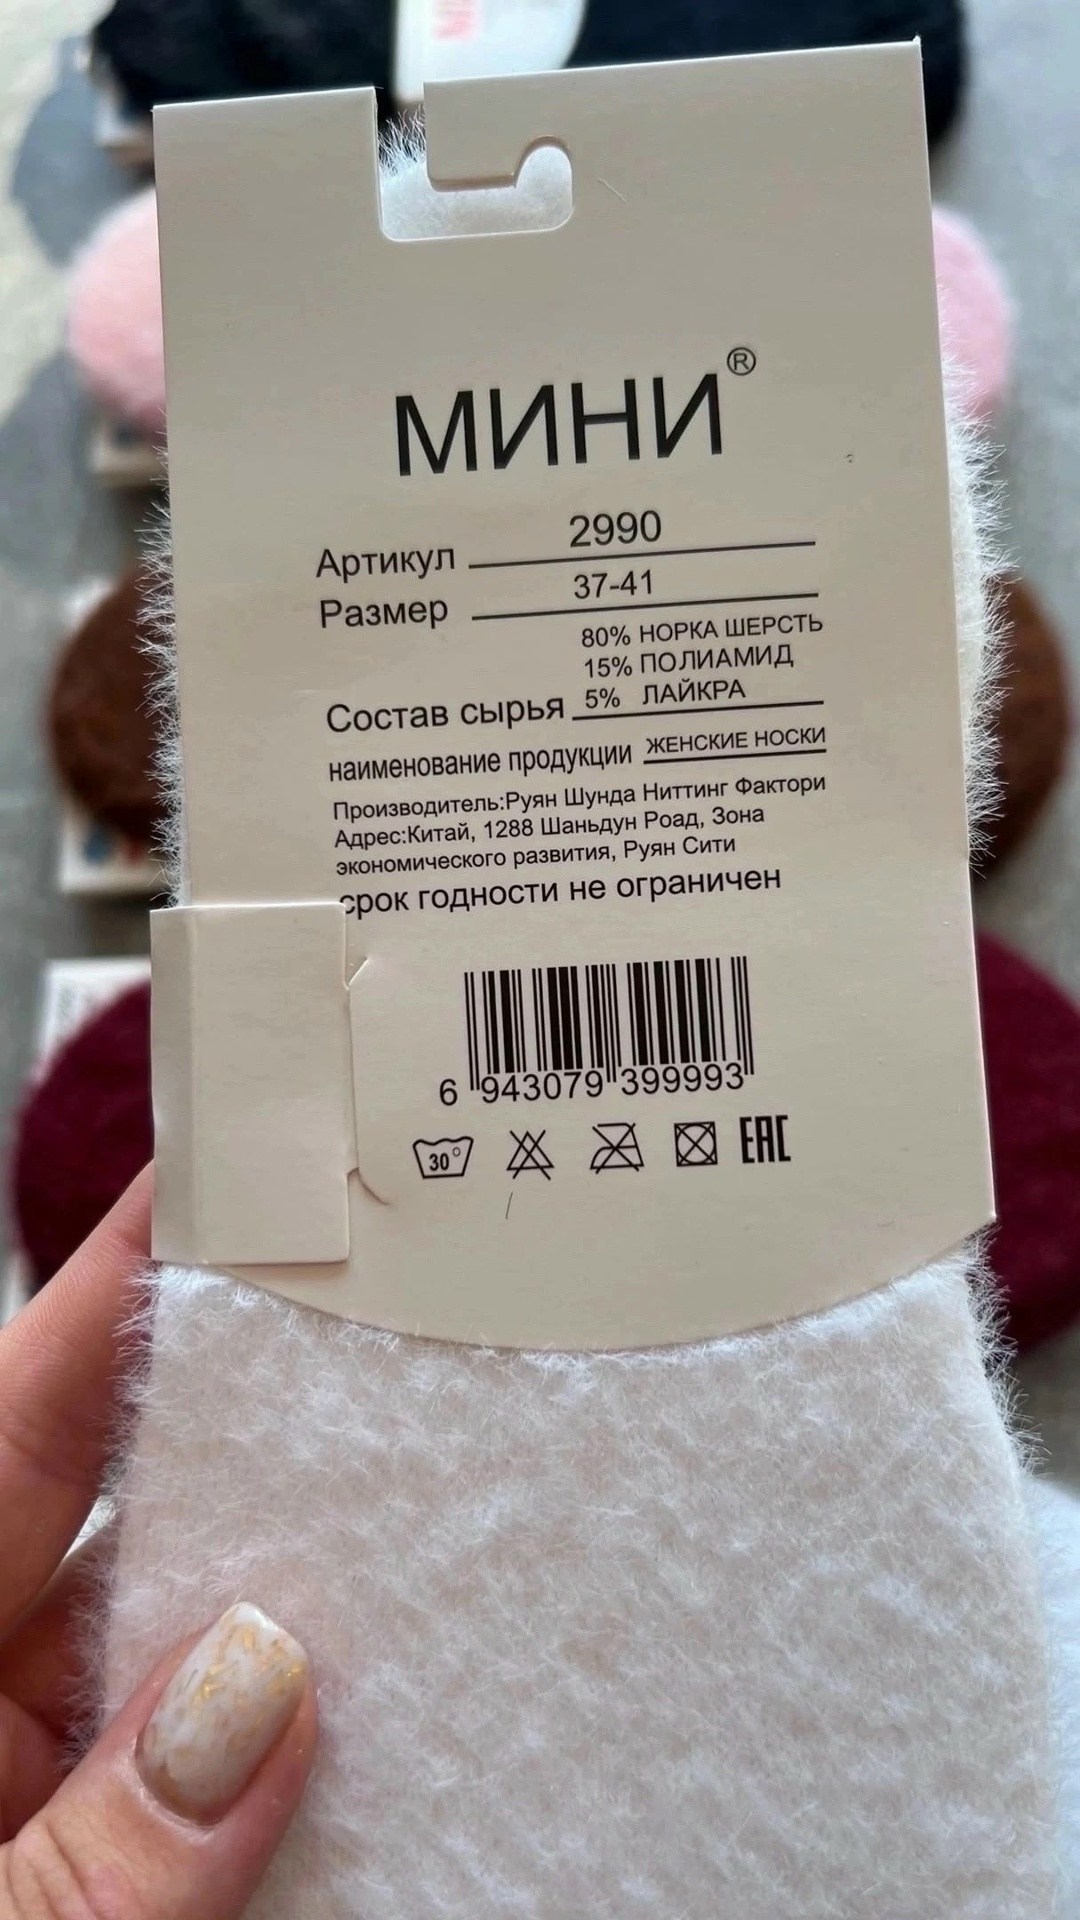 МИНИ®
Артикул 2990
Размер 37-41
80% НОРКА ШЕРСТЬ
15% ПОЛИАМИД
Состав сырья 5% ЛАЙКРА
наименование продукции ЖЕНСКИЕ НОСКИ
Производитель:Руян Шунда Ниттинг Фактори
Адрес:Китай, 1288 Шаньдун Роад, Зона
экономического развития, Руян Сити
срок годности не ограничен
6 943079 399993
30° EAC